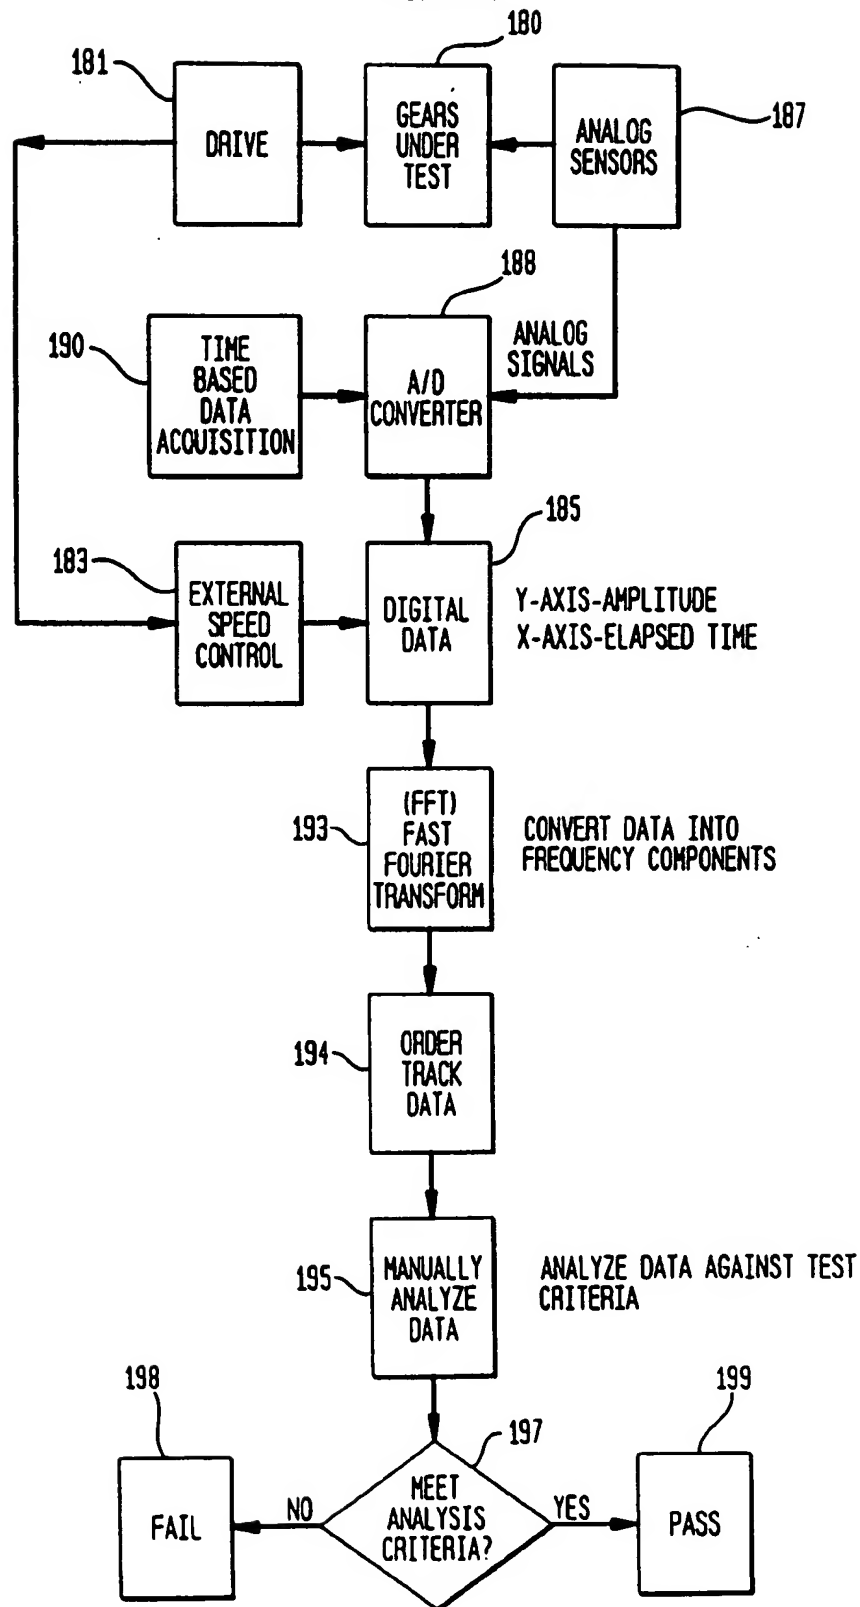 180
181
187
DRIVE
GEARS
UNDER
TEST
ANALOG
SENSORS
188
190
TIME
BASED
DATA
ACQUISITION
A/D
CONVERTER
ANALOG
SIGNALS
185
183
EXTERNAL
SPEED
CONTROL
DIGITAL
DATA
Y-AXIS-AMPLITUDE
X-AXIS-ELAPSED TIME
193
(FFT)
FAST
FOURIER
TRANSFORM
CONVERT DATA INTO
FREQUENCY COMPONENTS
194
ORDER
TRACK
DATA
195
MANUALLY
ANALYZE
DATA
ANALYZE DATA AGAINST TEST
CRITERIA
198
199
197
FAIL
NO
MEET
ANALYSIS
CRITERIA?
YES
PASS